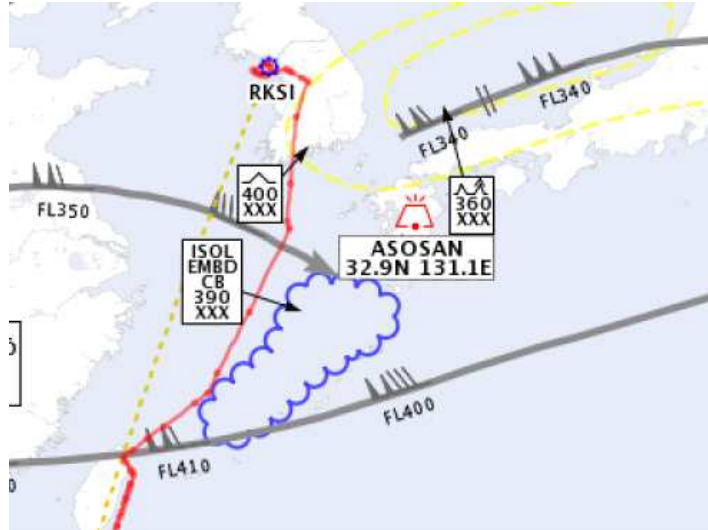 RKSI
FL340
FL340
400
XXX
360
XXX
FL350
ASOSAN
32.9N 131.1E
ISOL
EMBD
CB
390
XXX
FL400
FL410